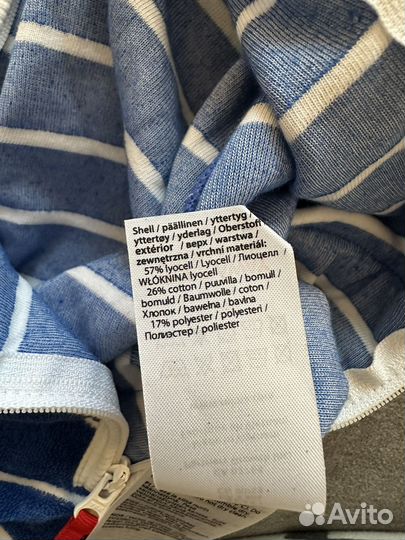 Shell / päällinen / yttertyg /
yttertøy / yderlag / Oberstoff
extérior / верх / warstwa /
zewnętrzna / vrchní materiál:
57% lyocell / Lyocell / Лиоцелл /
WŁÓKNINA lyocell
26% cotton / puuvilla / bomull /
bomuld / Baumwolle / coton /
Хлопок / bawełna / bavlna
17% polyester / polyesteri /
Полиэстер / poliester
Avito